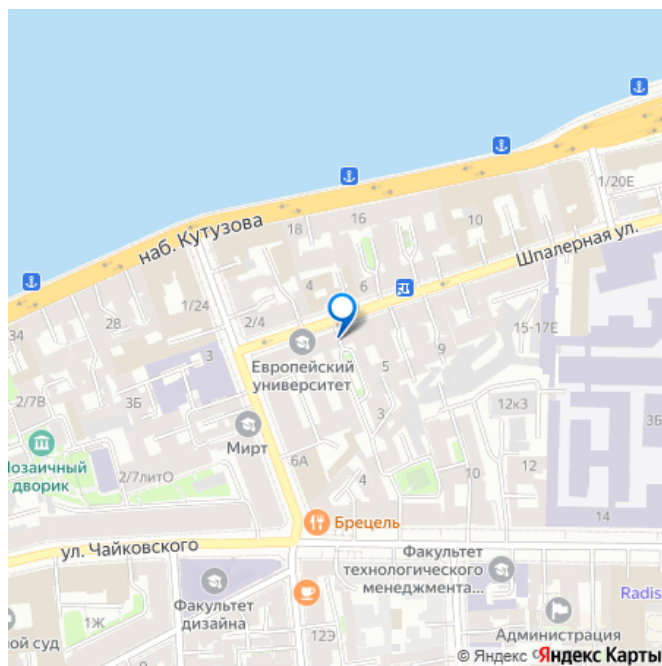 1/20Е
наб. Кутузова
18
16
10
Шпалерная ул.
4
6
1/24
28
34
2/4
15-17Е
9
3
Европейский
университет
5
2/7В
3Б
3
12к3
3Б
Мирт
Мозаичный
дворик
2/7литО
6А
4
10
12
14
Брецель
ул. Чайковского
Факультет
технологического
менеджмента...
Факультет
дизайна
Radis
1Ж
12Э
Администрация
ной суд
© Яндекс
Яндекс Карты